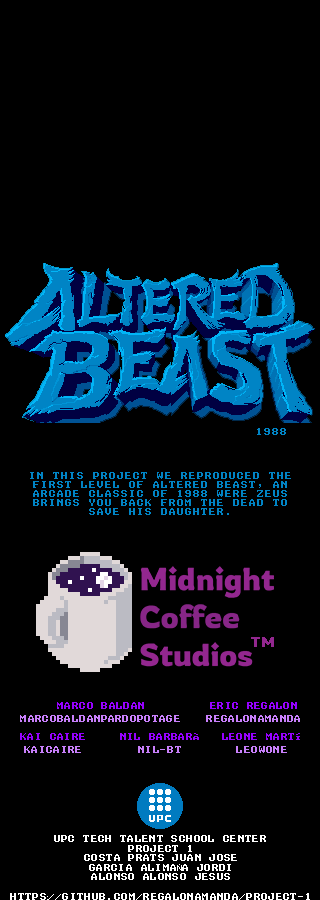 ALTERED
BEAST
1988
IN THIS PROJECT WE REPRODUCED THE
FIRST LEVEL OF ALTERED BEAST, AN
ARCADE CLASSIC OF 1988 WERE ZEUS
BRINGS YOU BACK FROM THE DEAD TO
SAVE HIS DAUGHTER.
Midnight
Coffee
Studios™
MARCO BALDAN ERIC REGALON
MARCOBALDANPARDOPOTAGE REGALONAMANDA
KAI CAIRE NIL BARBARà LEONE MARTí
KAICAIRE NIL-BT LEOWONE
UPC
UPC TECH TALENT SCHOOL CENTER
PROJECT 1
COSTA PRATS JUAN JOSE
GARCIA ALIMAÑA JORDI
ALONSO ALONSO JESUS
HTTPS//GITHUB.COM/REGALONAMANDA/PROJECT-1